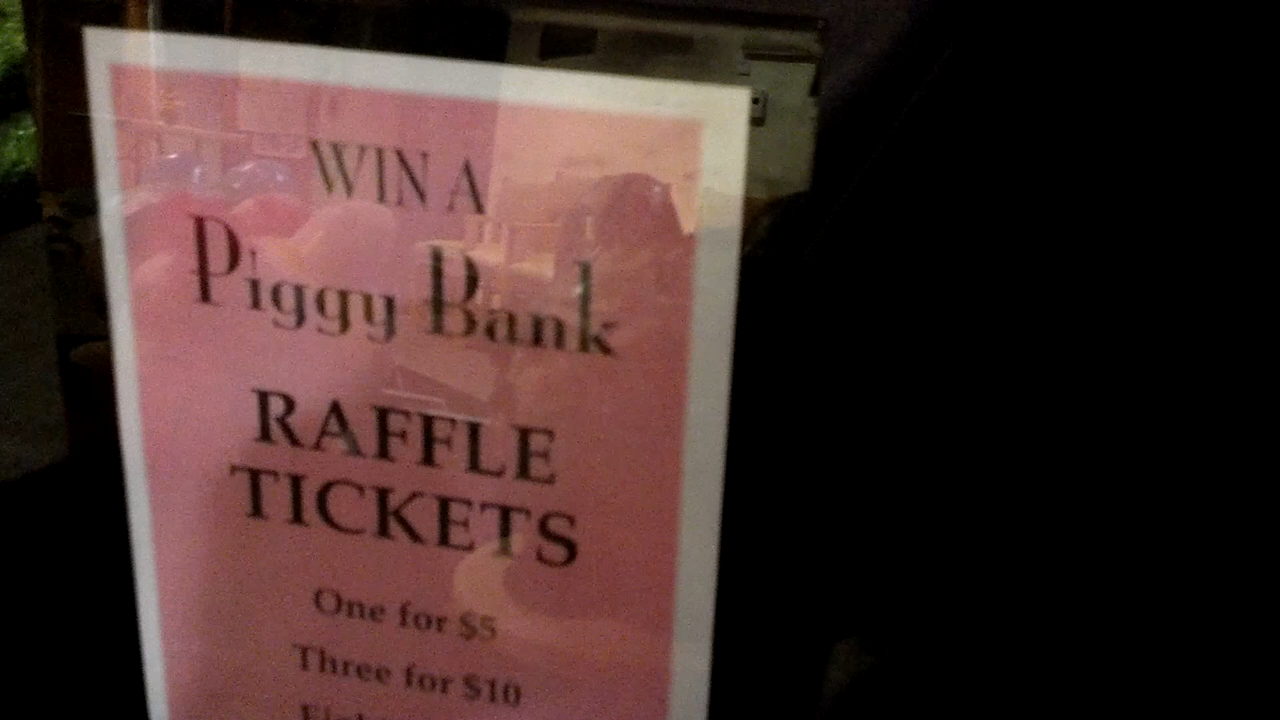 WIN A
Piggy Bank
RAFFLE
TICKETS
One for $5
Three for $10